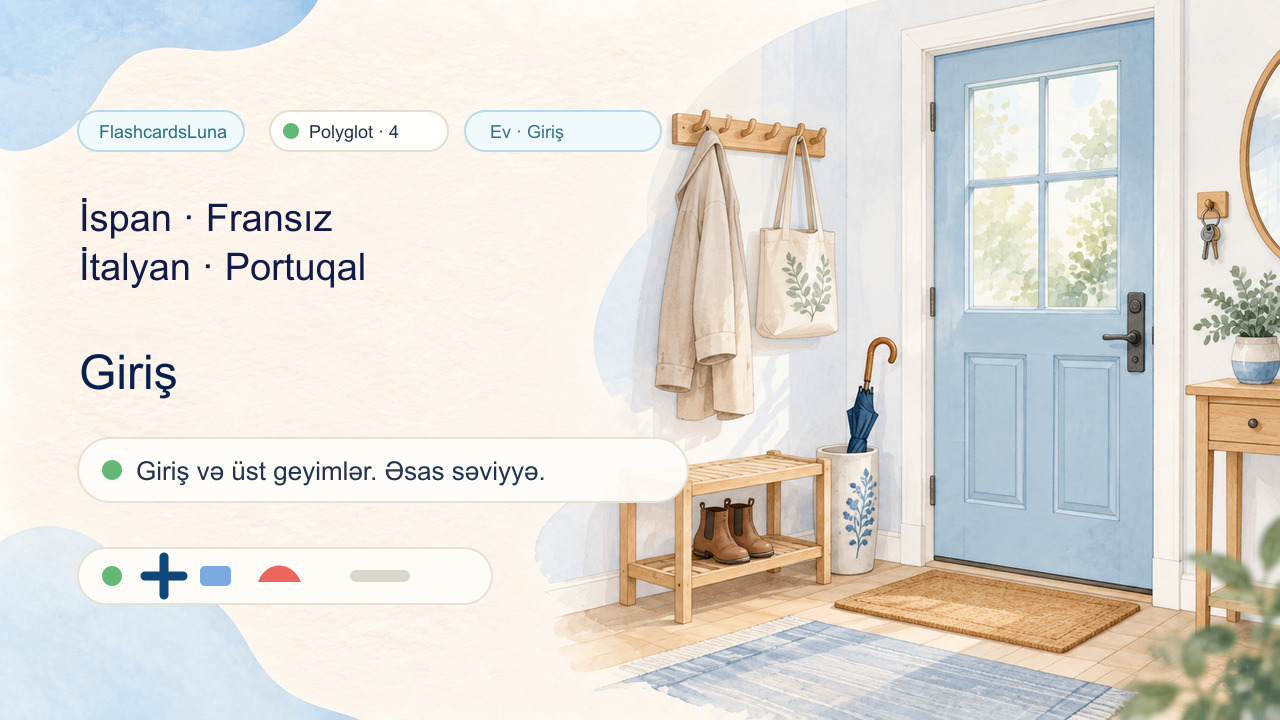 FlashcardsLuna
Polyglot · 4
Ev · Giriş
İspan · Fransız
İtalyan · Portuqal
Giriş
Giriş və üst geyimlər. Əsas səviyyə.